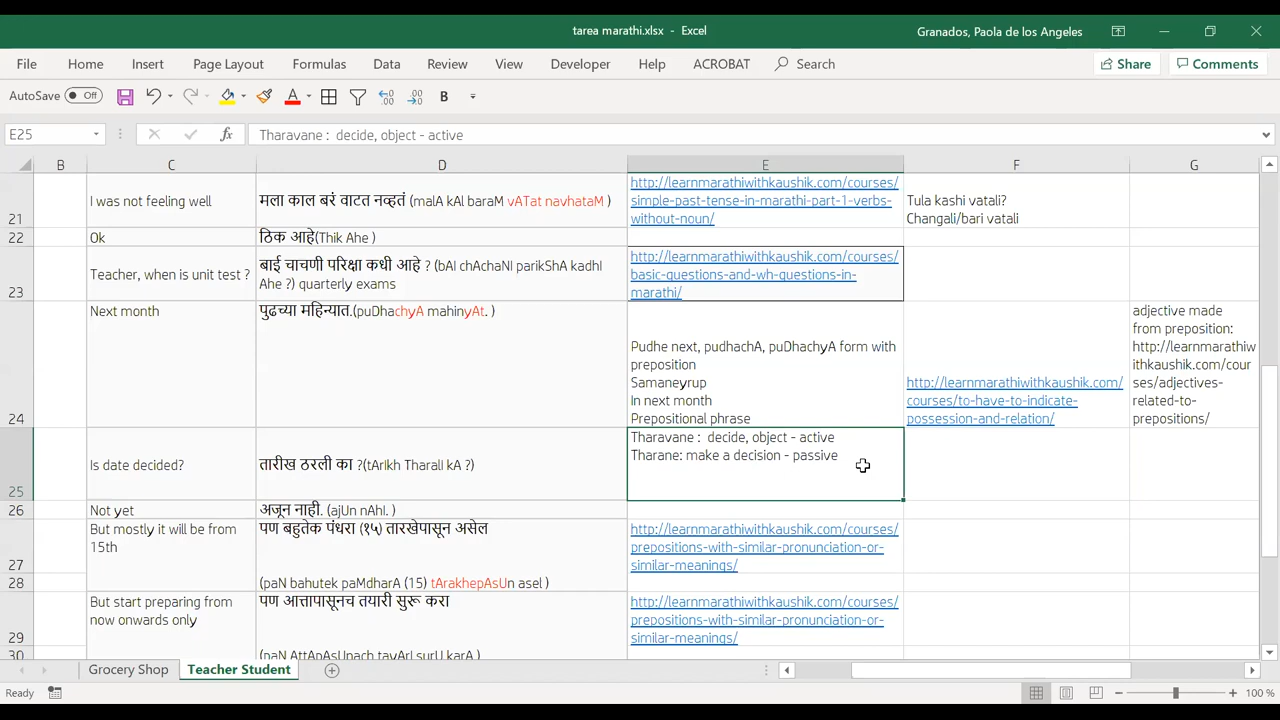 tarea marathi.xlsx - Excel
Granados, Paola de los Angeles
File Home Insert Page Layout Formulas Data Review View Developer Help ACROBAT Search Share Comments
AutoSave Off
E25 fx Tharavane : decide, object - active
B C D E F G
21
I was not feeling well
मला काल बरं वाटत नव्हतं (malA kAl baraM vATat navhataM )
http://learnmarathiwithkaushik.com/courses/
simple-past-tense-in-marathi-part-1-verbs-
without-noun/
Tula kashi vatali?
Changali/bari vatali
22
Ok
ठिक आहे(Thik Ahe )
23
Teacher, when is unit test ?
बाई चाचणी परिक्षा कधी आहे ? (bAI chAchaNI parikShA kadhI
Ahe ?) quarterly exams
http://learnmarathiwithkaushik.com/courses/
basic-questions-and-wh-questions-in-
marathi/
24
Next month
पुढच्या महिन्यात.(puDhachyA mahinyAt. )
Pudhe next, pudhachA, puDhachyA form with
preposition
Samaneyrup
In next month
Prepositional phrase
http://learnmarathiwithkaushik.com/
courses/to-have-to-indicate-
possession-and-relation/
adjective made
from preposition:
http://learnmarathiw
ithkaushik.com/cour
ses/adjectives-
related-to-
prepositions/
25
Is date decided?
तारीख ठरली का ?(tArIkh TharalI kA ?)
Tharavane : decide, object - active
Tharane: make a decision - passive
26
Not yet
अजून नाही. (ajUn nAhI. )
27
But mostly it will be from
15th
पण बहुतेक पंधरा (१५) तारखेपासून असेल
http://learnmarathiwithkaushik.com/courses/
prepositions-with-similar-pronunciation-or-
similar-meanings/
28
(paN bahutek paMdharA (15) tArakhepAsUn asel )
29
But start preparing from
now onwards only
पण आत्तापासूनच तयारी सुरू करा
http://learnmarathiwithkaushik.com/courses/
prepositions-with-similar-pronunciation-or-
similar-meanings/
30
(paN AttApAsUnach tayArI surU karA )
Grocery Shop Teacher Student
Ready 100 %